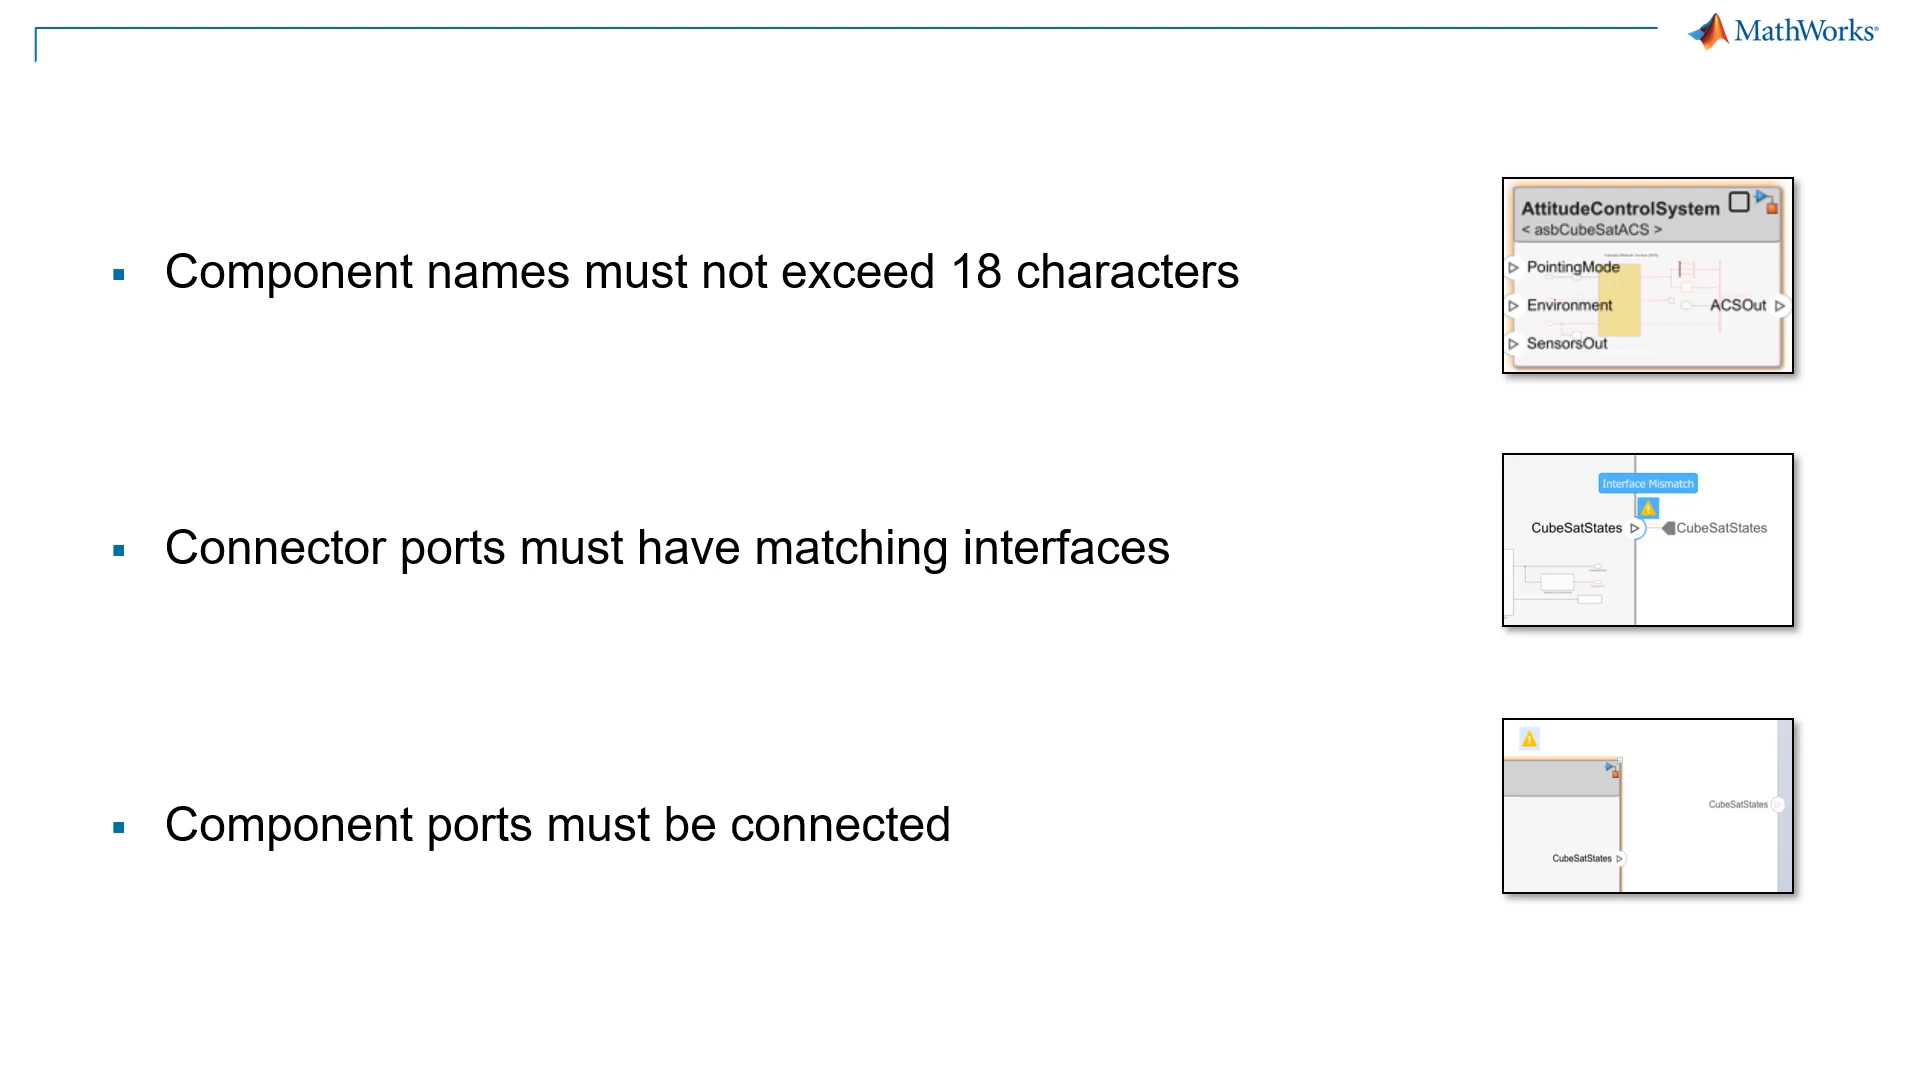 MathWorks®
Component names must not exceed 18 characters
AttitudeControlSystem
< asbCubeSatACS >
PointingMode
Environment
ACSOut
SensorsOut
Connector ports must have matching interfaces
Interface Mismatch
CubeSatStates
CubeSatStates
Component ports must be connected
CubeSatStates
CubeSatStates